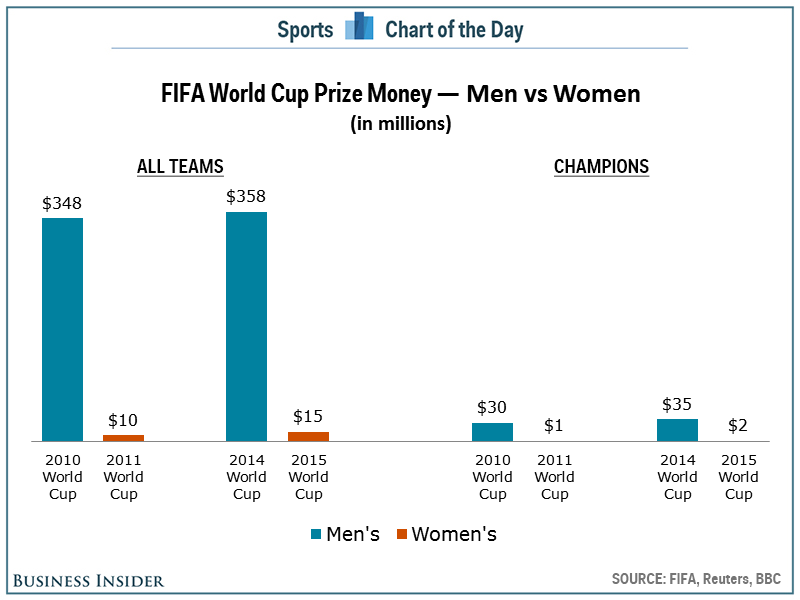 Sports Chart of the Day
FIFA World Cup Prize Money — Men vs Women
(in millions)
ALL TEAMS
CHAMPIONS
$348
$10
$358
$15
$30
$1
$35
$2
2010 World Cup
2011 World Cup
2014 World Cup
2015 World Cup
2010 World Cup
2011 World Cup
2014 World Cup
2015 World Cup
Men's
Women's
BUSINESS INSIDER
SOURCE: FIFA, Reuters, BBC